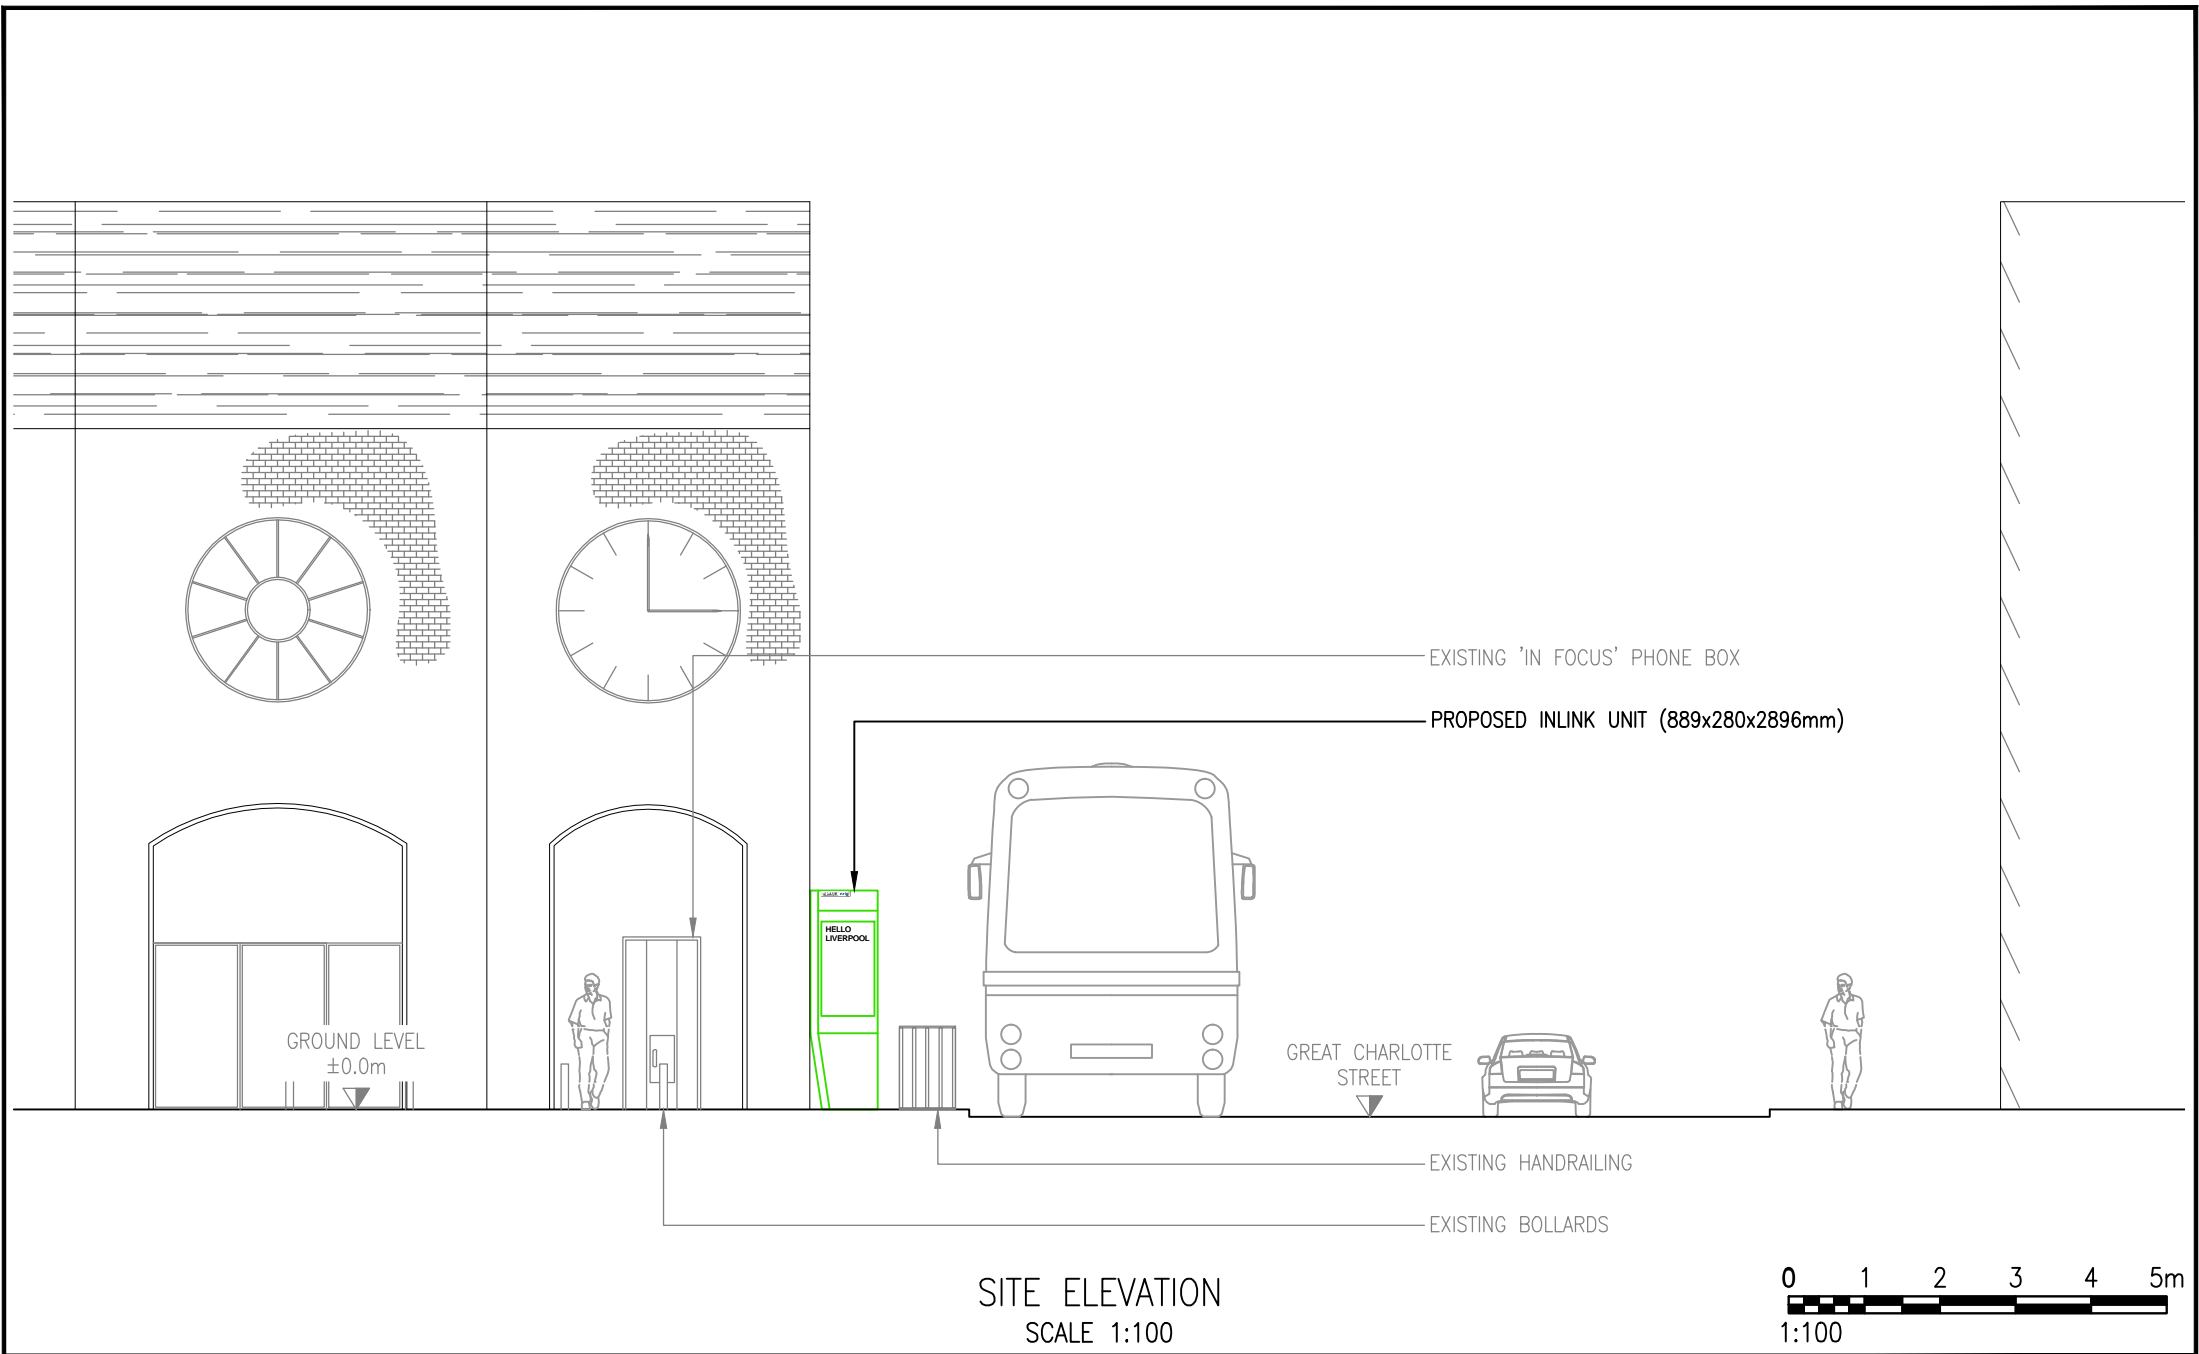 EXISTING 'IN FOCUS' PHONE BOX
PROPOSED INLINK UNIT (889x280x2896mm)
HELLO
LIVERPOOL
GROUND LEVEL
±0.0m
GREAT CHARLOTTE
STREET
EXISTING HANDRAILING
EXISTING BOLLARDS
SITE ELEVATION
SCALE 1:100
0 1 2 3 4 5m
1:100